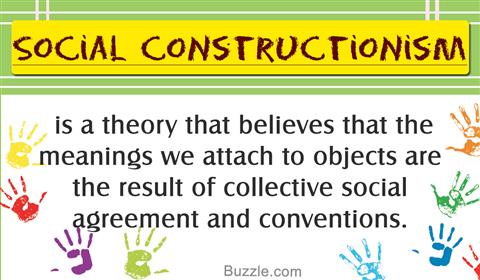 SOCIAL CONSTRUCTIONISM
is a theory that believes that the
meanings we attach to objects are
the result of collective social
agreement and conventions.
Buzzle.com